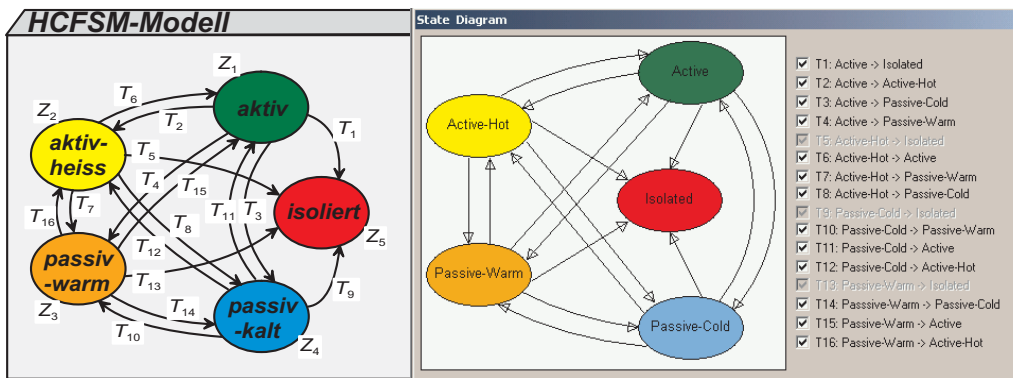 HCFSM-Modell
Z1
aktiv
Z2
aktiv-
heiss
T6
T2
T1
T5
T4
T15
T7
T16
T8
T11
T3
T12
isoliert
Z5
passiv
-warm
Z3
T13
T14
T10
T9
passiv
-kalt
Z4
State Diagram
Active
Active-Hot
Isolated
Passive-Warm
Passive-Cold
T1: Active -> Isolated
T2: Active -> Active-Hot
T3: Active -> Passive-Cold
T4: Active -> Passive-Warm
T5: Active-Hot -> Isolated
T6: Active-Hot -> Active
T7: Active-Hot -> Passive-Warm
T8: Active-Hot -> Passive-Cold
T9: Passive-Cold -> Isolated
T10: Passive-Cold -> Passive-Warm
T11: Passive-Cold -> Active
T12: Passive-Cold -> Active-Hot
T13: Passive-Warm -> Isolated
T14: Passsive-Warm -> Passive-Cold
T15: Passive-Warm -> Active
T16: Passive-Warm -> Active-Hot